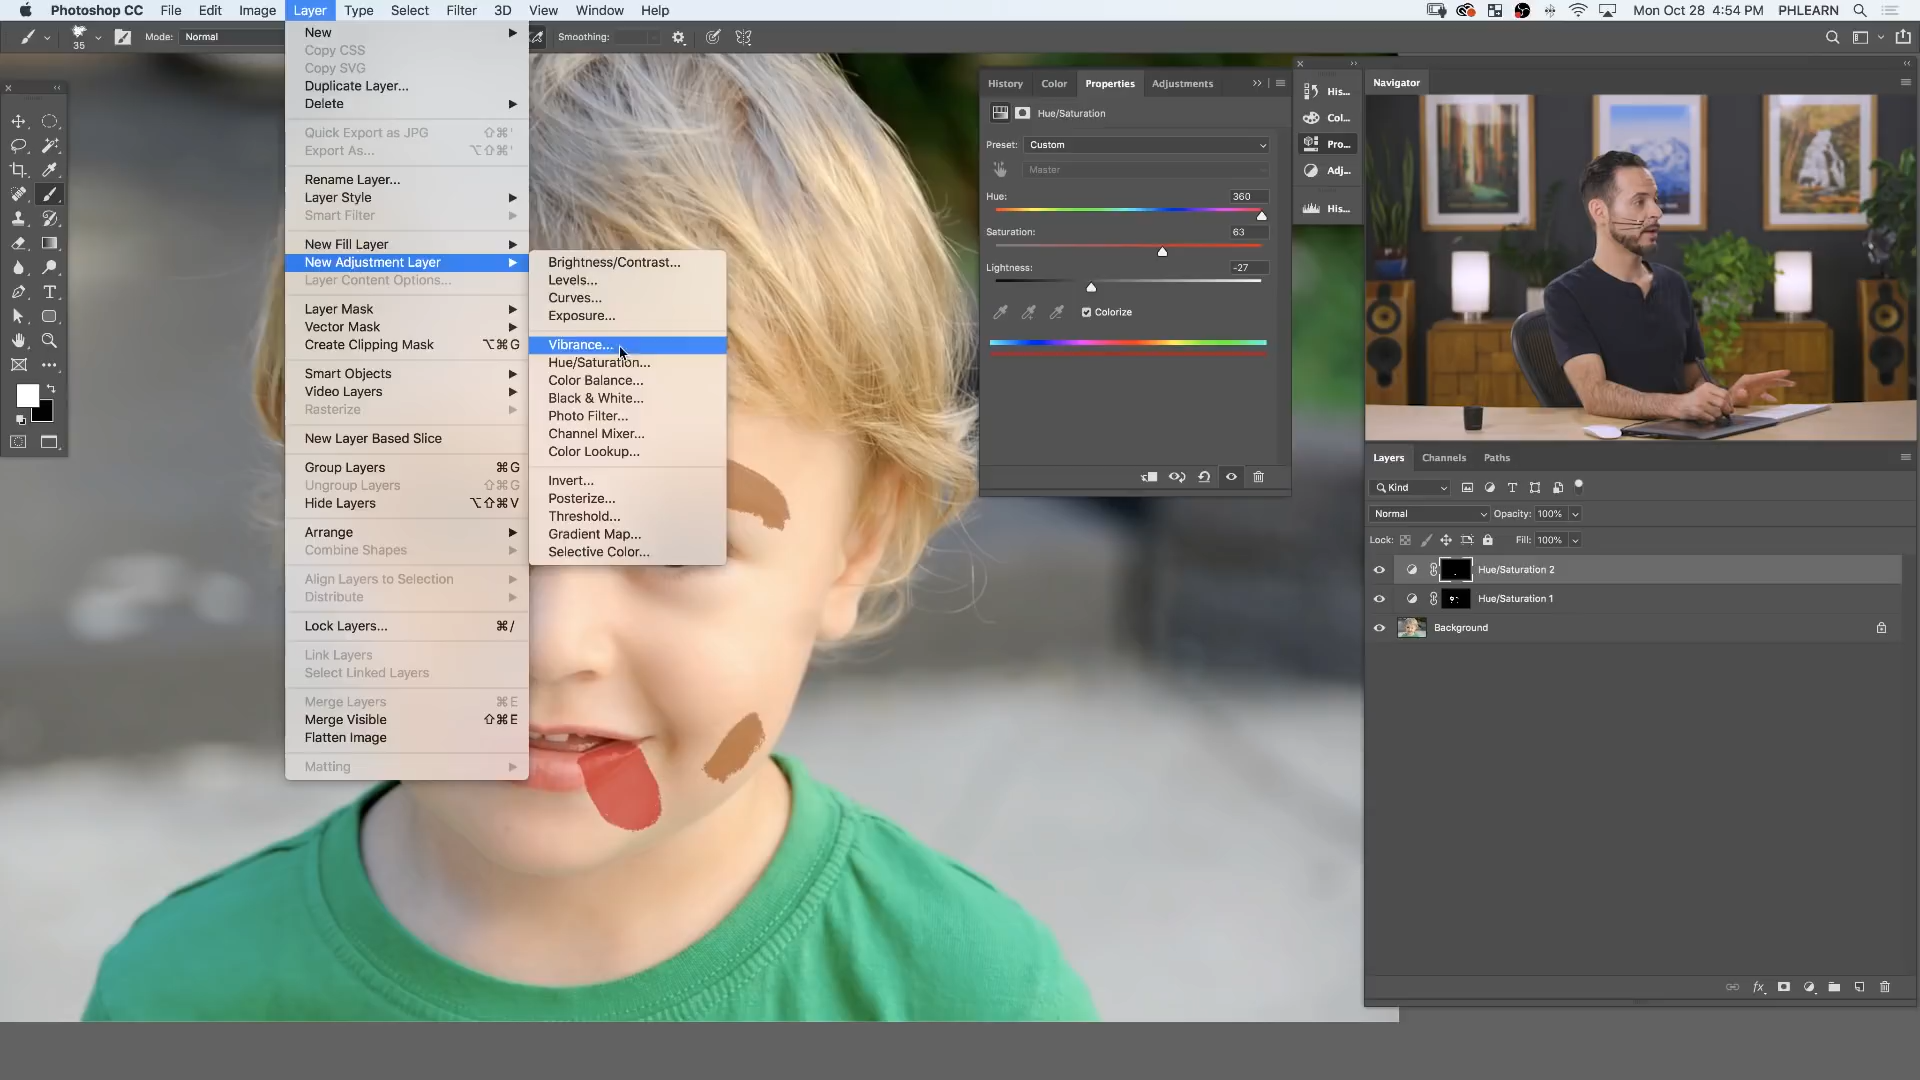 Photoshop CC File Edit Image Layer Type Select Filter 3D View Window Help Mon Oct 28 4:54 PM PHLEARN
35 Mode: Normal Smoothing:
New
Copy CSS
Copy SVG
Duplicate Layer...
Delete
Quick Export as JPG ⇧⌘'
Export As... ⌥⇧⌘'
Rename Layer...
Layer Style
Smart Filter
New Fill Layer
New Adjustment Layer
Layer Content Options...
Layer Mask
Vector Mask
Create Clipping Mask ⌥⌘G
Smart Objects
Video Layers
Rasterize
New Layer Based Slice
Group Layers ⌘G
Ungroup Layers ⇧⌘G
Hide Layers ⌥⇧⌘V
Arrange
Combine Shapes
Align Layers to Selection
Distribute
Lock Layers... ⌘/
Link Layers
Select Linked Layers
Merge Layers ⌘E
Merge Visible ⇧⌘E
Flatten Image
Matting
Brightness/Contrast...
Levels...
Curves...
Exposure...
Vibrance...
Hue/Saturation...
Color Balance...
Black & White...
Photo Filter...
Channel Mixer...
Color Lookup...
Invert...
Posterize...
Threshold...
Gradient Map...
Selective Color...
History Color Properties Adjustments
Hue/Saturation
Preset: Custom
Master
Hue: 360
Saturation: 63
Lightness: -27
Colorize
His...
Col...
Pro...
Adj...
His...
Navigator
Layers Channels Paths
Kind
Normal Opacity: 100%
Lock: Fill: 100%
Hue/Saturation 2
Hue/Saturation 1
Background
fx